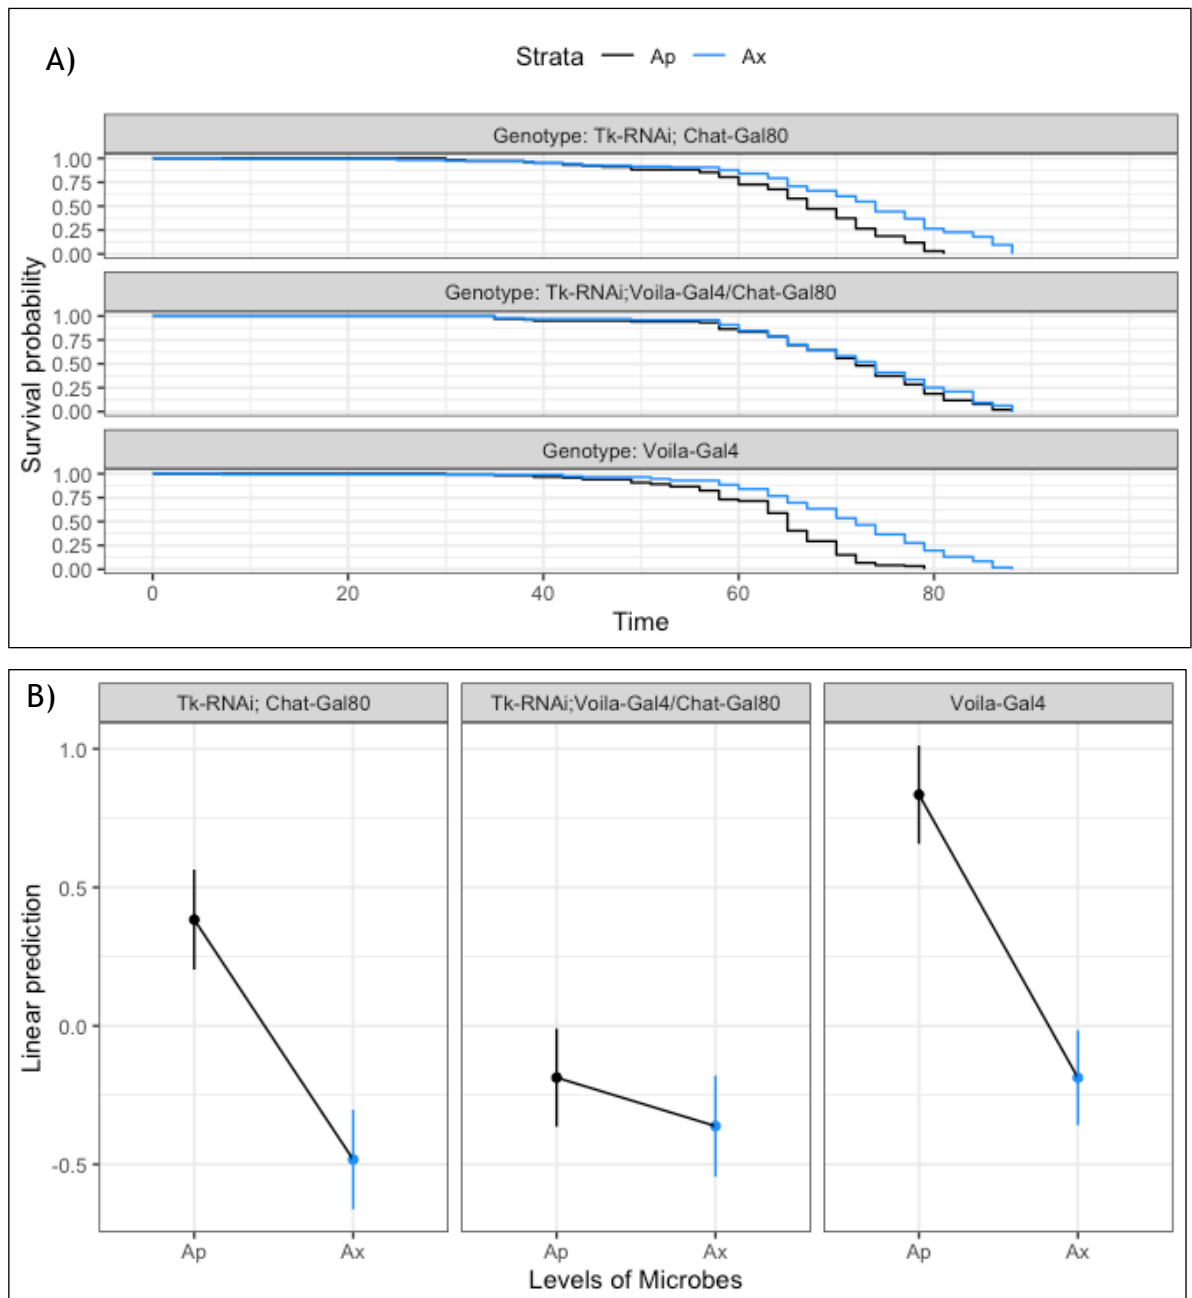 A)
Strata Ap Ax
Genotype: Tk-RNAi; Chat-Gal80
1.00
0.75
0.50
0.25
0.00
Genotype: Tk-RNAi;Voila-Gal4/Chat-Gal80
1.00
0.75
0.50
0.25
0.00
Genotype: Voila-Gal4
1.00
0.75
0.50
0.25
0.00
Survival probability
0 20 40 60 80
Time
B)
Tk-RNAi; Chat-Gal80 Tk-RNAi;Voila-Gal4/Chat-Gal80 Voila-Gal4
1.0
0.5
0.0
-0.5
Linear prediction
Ap Ax Ap Ax Ap Ax
Levels of Microbes